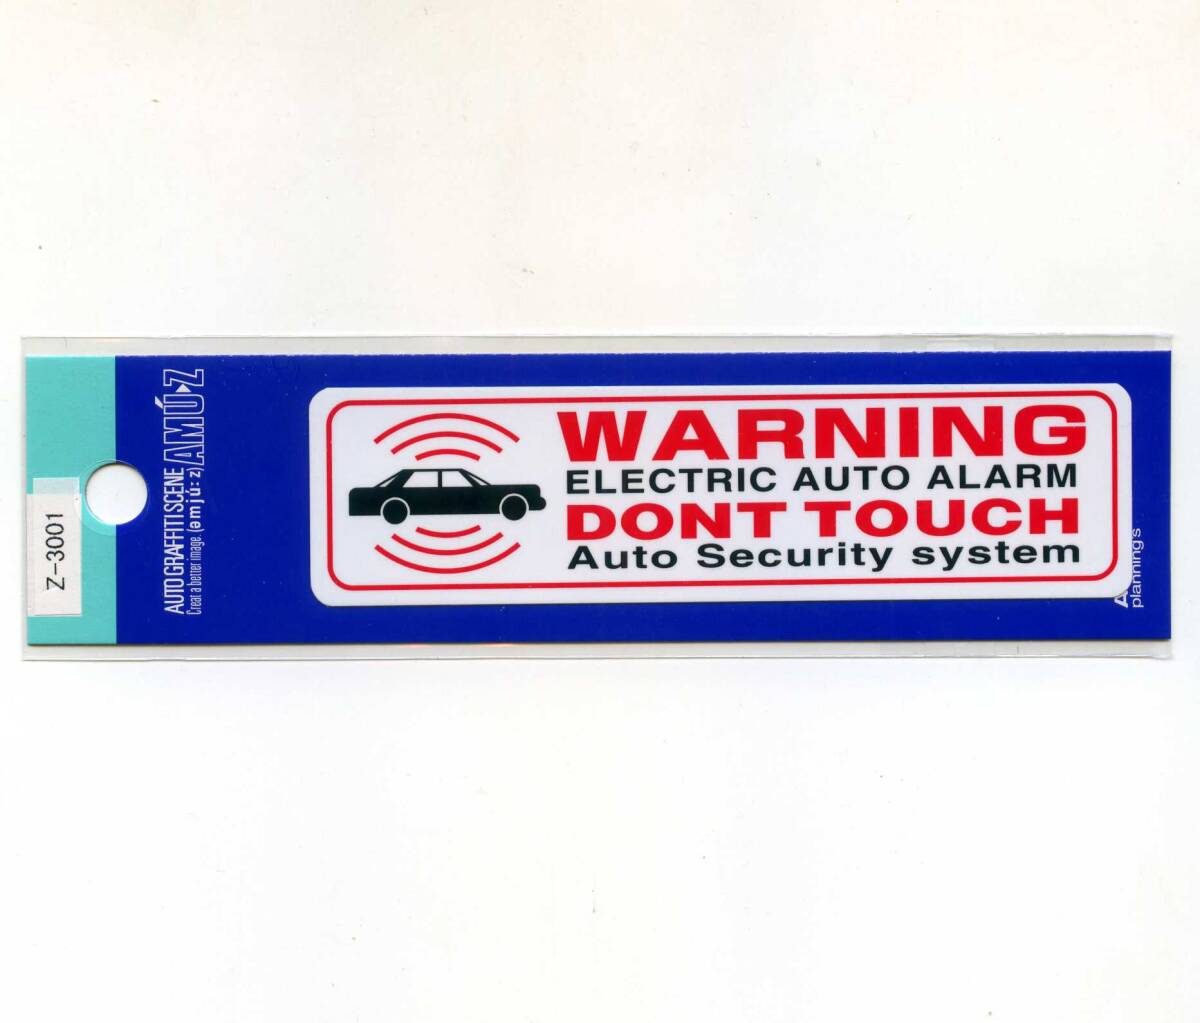 Z-3001
AUTO GRAFFITI SCENE
Creat a better image. (əmjú:z) AMÚ▸Z
WARNING
ELECTRIC AUTO ALARM
DONT TOUCH
Auto Security system
planning's